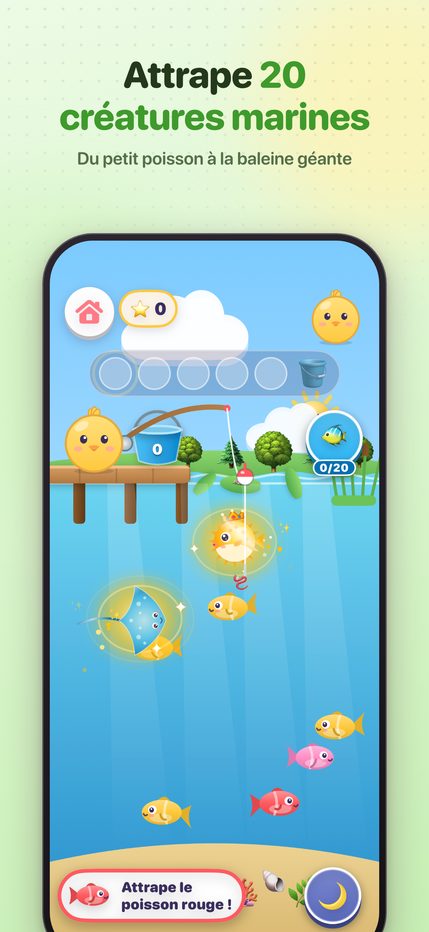 Attrape 20
créatures marines
Du petit poisson à la baleine géante
0
0
0/20
Attrape le
poisson rouge !